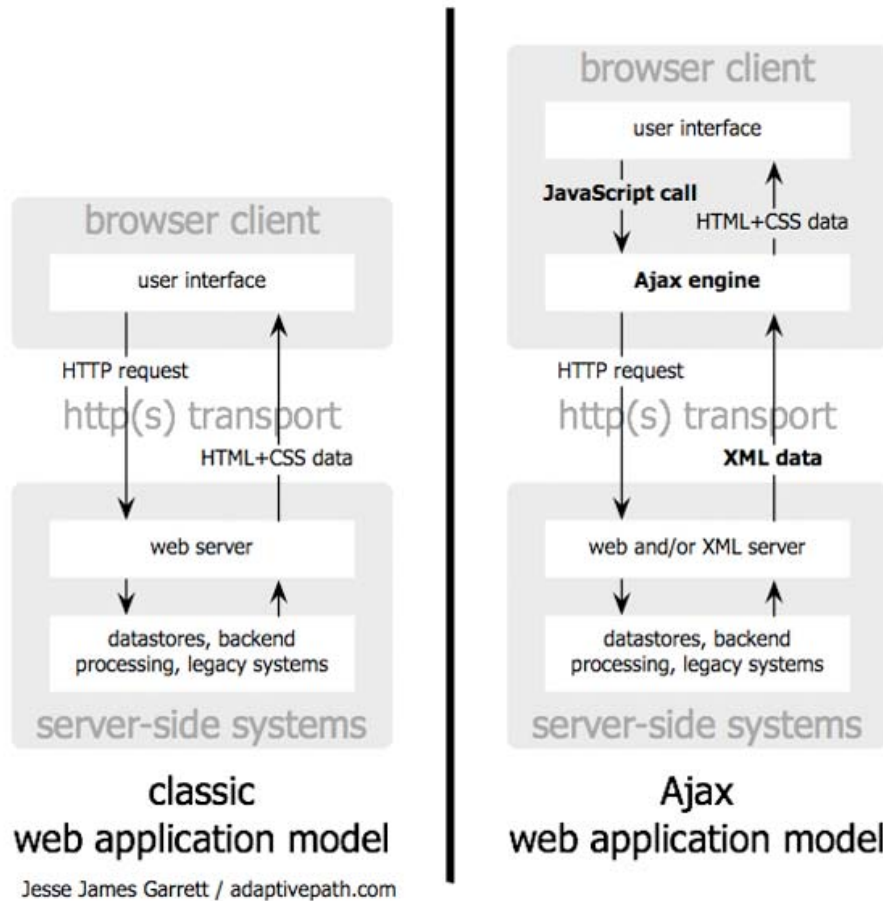 browser client
user interface
HTTP request
http(s) transport
HTML+CSS data
web server
datastores, backend
processing, legacy systems
server-side systems
classic
web application model
Jesse James Garrett / adaptivepath.com
browser client
user interface
JavaScript call
HTML+CSS data
Ajax engine
HTTP request
http(s) transport
XML data
web and/or XML server
datastores, backend
processing, legacy systems
server-side systems
Ajax
web application model